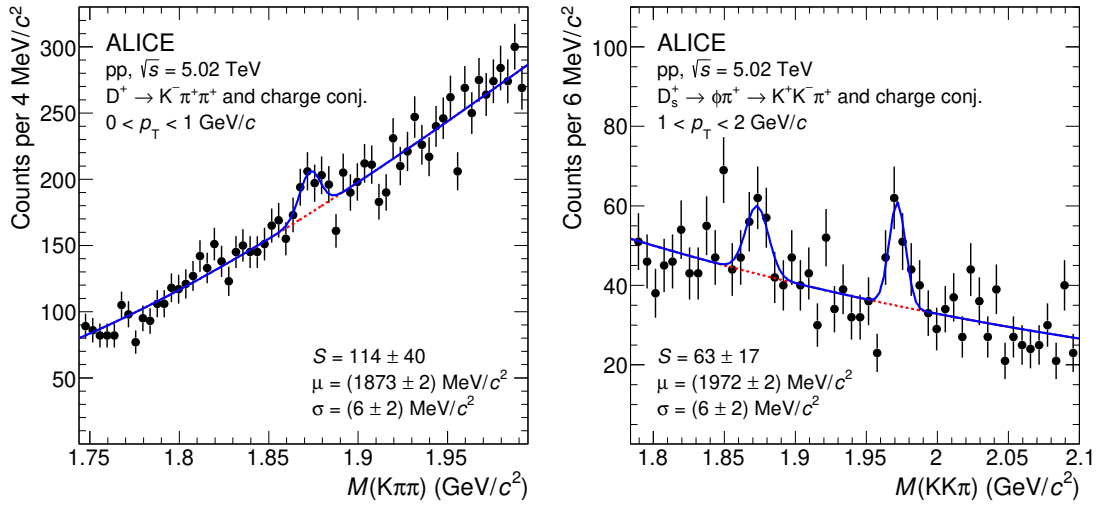 Counts per 4 MeV/c²
300
250
200
150
100
50
ALICE
pp, √s = 5.02 TeV
D⁺ → K⁻π⁺π⁺ and charge conj.
0 < p_T < 1 GeV/c
S = 114 ± 40
μ = (1873 ± 2) MeV/c²
σ = (6 ± 2) MeV/c²
1.75 1.8 1.85 1.9 1.95
M(Kππ) (GeV/c²)
Counts per 6 MeV/c²
100
80
60
40
20
ALICE
pp, √s = 5.02 TeV
D_s⁺ → ϕπ⁺ → K⁺K⁻π⁺ and charge conj.
1 < p_T < 2 GeV/c
S = 63 ± 17
μ = (1972 ± 2) MeV/c²
σ = (6 ± 2) MeV/c²
1.8 1.85 1.9 1.95 2 2.05 2.1
M(KKπ) (GeV/c²)